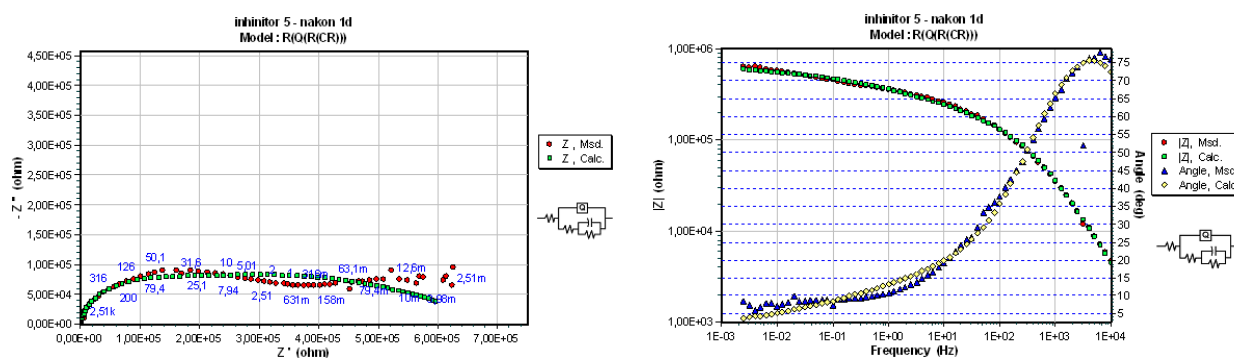 inhinitor 5 - nakon 1d
Model : R(Q(R(CR)))
4,50E+05
4,00E+05
3,50E+05
3,00E+05
2,50E+05
2,00E+05
1,50E+05
1,00E+05
5,00E+04
0,00E+00
- Z'' (ohm)
2,51k
316
126
200
50,1
79,4
31,6
25,1
10
7,94
5,01
2,51
2
631m
158m
63,1m
79,4m
12,6m
10m
2,51m
0,00E+00 1,00E+05 2,00E+05 3,00E+05 4,00E+05 5,00E+05 6,00E+05 7,00E+05
Z ' (ohm)
Z , Msd.
Z , Calc.
Q
inhinitor 5 - nakon 1d
Model : R(Q(R(CR)))
1,00E+06
1,00E+05
1,00E+04
1,00E+03
|Z| (ohm)
75
70
65
60
55
50
45
40
35
30
25
20
15
10
5
Angle (deg)
1E-03 1E-02 1E-01 1E+00 1E+01 1E+02 1E+03 1E+04
Frequency (Hz)
|Z|, Msd.
|Z|, Calc.
Angle, Msd.
Angle, Calc.
Q